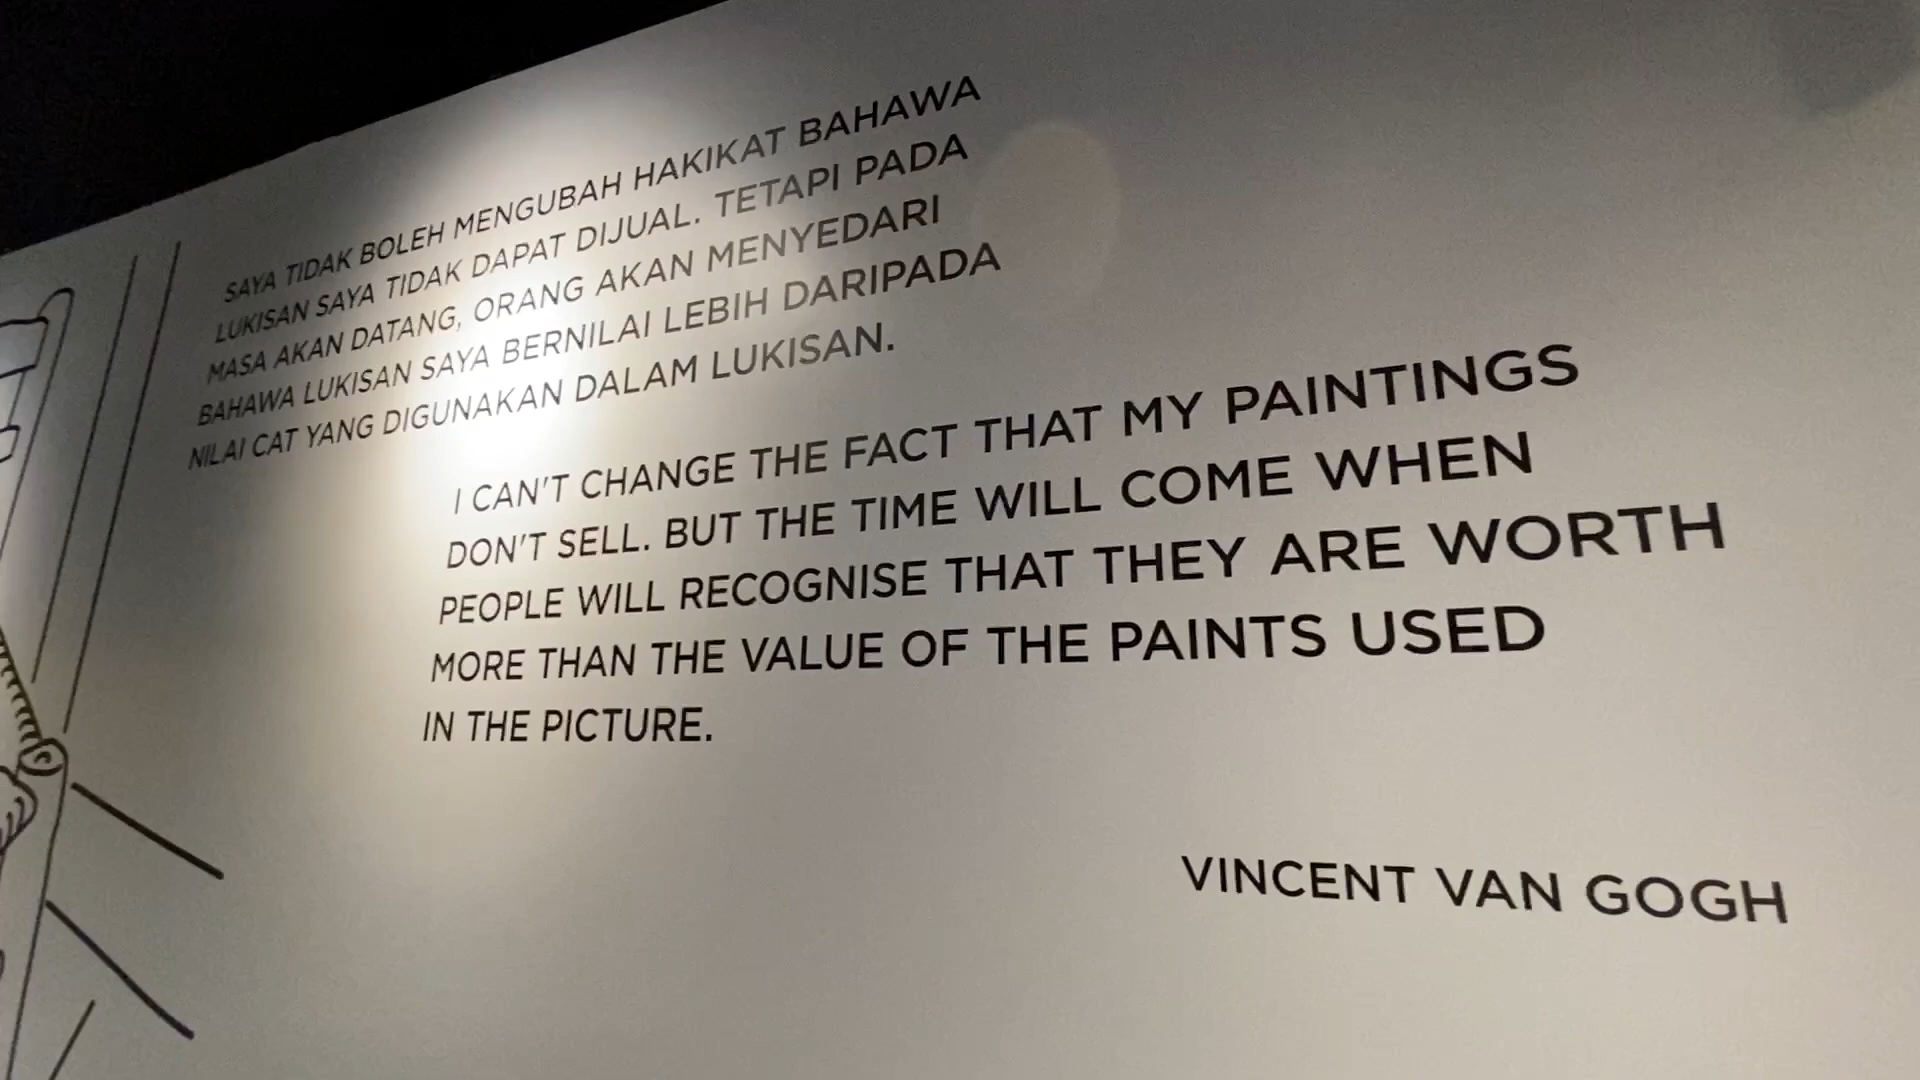 SAYA TIDAK BOLEH MENGUBAH HAKIKAT BAHAWA
LUKISAN SAYA TIDAK DAPAT DIJUAL. TETAPI PADA
MASA AKAN DATANG, ORANG AKAN MENYEDARI
BAHAWA LUKISAN SAYA BERNILAI LEBIH DARIPADA
NILAI CAT YANG DIGUNAKAN DALAM LUKISAN.
I CAN'T CHANGE THE FACT THAT MY PAINTINGS
DON'T SELL. BUT THE TIME WILL COME WHEN
PEOPLE WILL RECOGNISE THAT THEY ARE WORTH
MORE THAN THE VALUE OF THE PAINTS USED
IN THE PICTURE.
VINCENT VAN GOGH